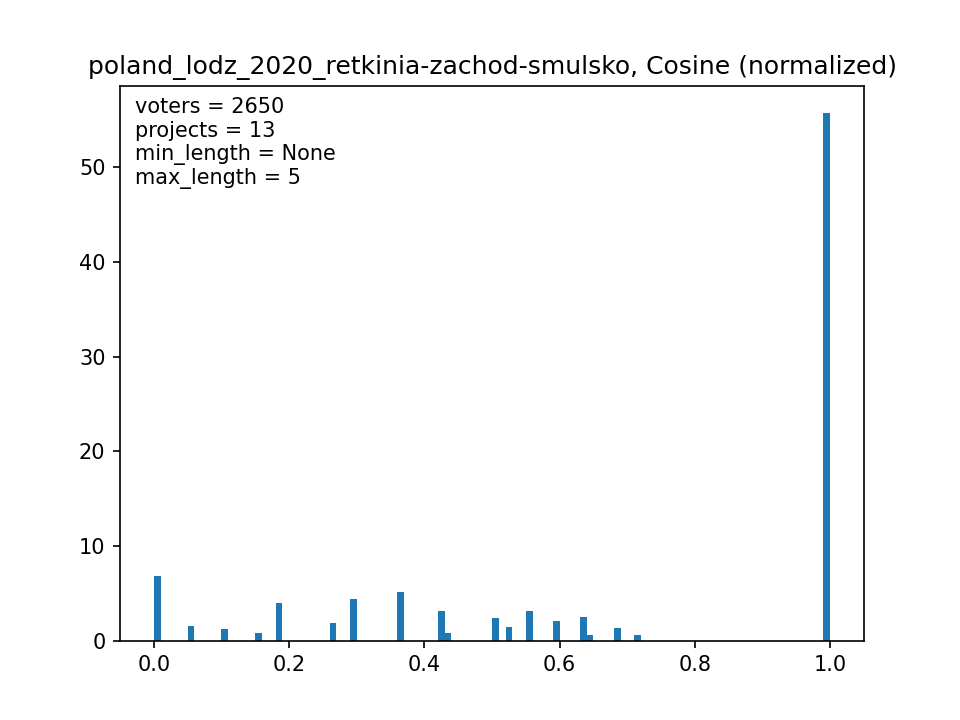 poland_lodz_2020_retkinia-zachod-smulsko, Cosine (normalized)
voters = 2650
projects = 13
min_length = None
max_length = 5
50
40
30
20
10
0
0.0 0.2 0.4 0.6 0.8 1.0